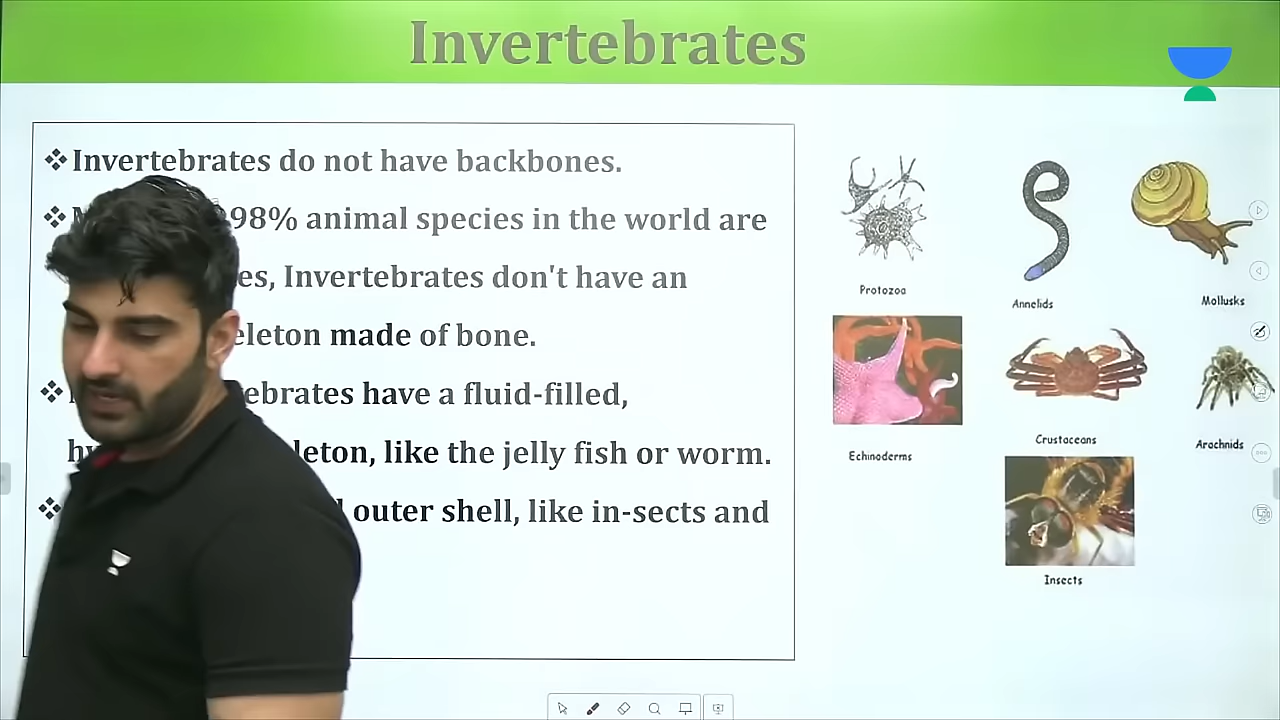 Invertebrates
❖Invertebrates do not have backbones.
❖ 98% animal species in the world are
es, Invertebrates don't have an
eleton made of bone.
❖ ebrates have a fluid-filled,
hy leton, like the jelly fish or worm.
❖ outer shell, like in-sects and
Protozoa
Annelids
Mollusks
Echinoderms
Crustaceans
Arachnids
Insects